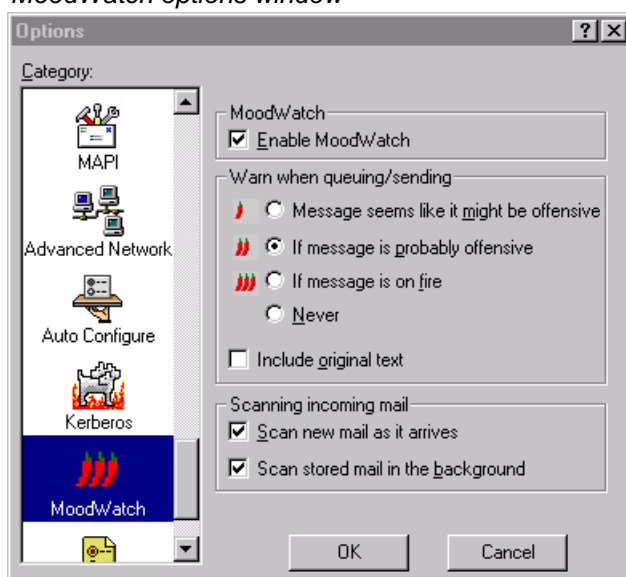 MoodWatch options window
Options
Category:
MAPI
Advanced Network
Auto Configure
Kerberos
MoodWatch
MoodWatch
Enable MoodWatch
Warn when queuing/sending
Message seems like it might be offensive
If message is probably offensive
If message is on fire
Never
Include original text
Scanning incoming mail
Scan new mail as it arrives
Scan stored mail in the background
OK
Cancel